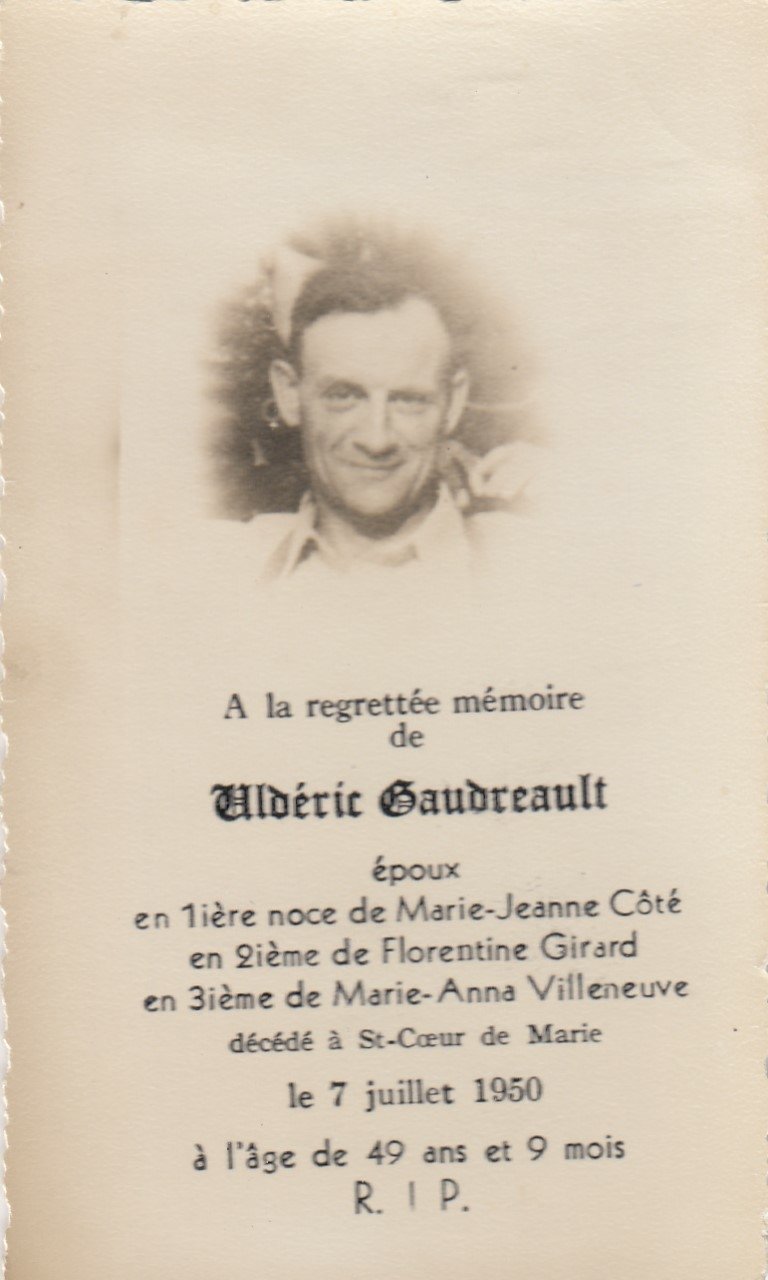 A la regrettée mémoire
de
Uldéric Gaudreault
époux
en 1ière noce de Marie-Jeanne Côté
en 2ième de Florentine Girard
en 3ième de Marie-Anna Villeneuve
décédé à St-Cœur de Marie
le 7 juillet 1950
à l'âge de 49 ans et 9 mois
R. I P.